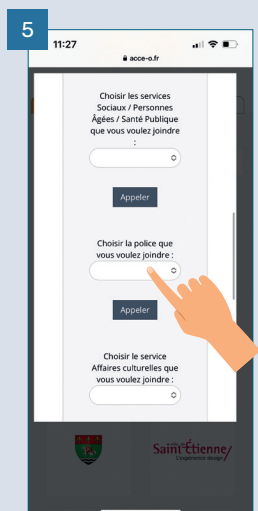 5
11:27
acce-o.fr
Choisir les services
Sociaux / Personnes
Âgées / Santé Publique
que vous voulez joindre
:
Appeler
Choisir la police que
vous voulez joindre :
Appeler
Choisir le service
Affaires culturelles que
vous voulez joindre :
Saint-Étienne
L'expérience design